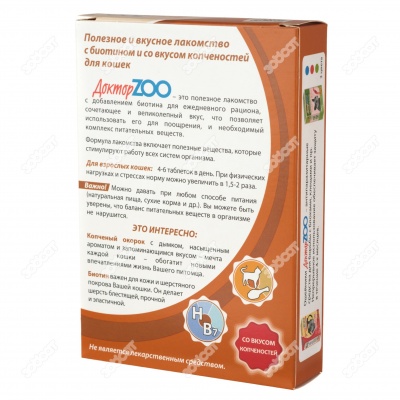 Полезное и вкусное лакомство
с биотином и со вкусом копченостей
для кошек
ДокторZOO – это полезное лакомство
с добавлением биотина для ежедневного рациона,
сочетающее и великолепный вкус, что позволяет
использовать его для поощрения, и необходимый
комплекс питательных веществ.
Формула лакомства включает полезные вещества, которые
стимулируют работу всех систем организма.
Для взрослых кошек: 4-6 таблеток в день. При физических
нагрузках и стрессах норму можно увеличить в 1,5-2 раза.
Важно! Можно давать при любом способе питания
(натуральная пища, сухие корма и др.). Вы можете быть
уверены, что баланс питательных веществ в организме
не нарушится.
ЭТО ИНТЕРЕСНО:
Копченый окорок с дымком, насыщенным
ароматом и запоминающимся вкусом – мечта
каждой кошки – обогатит новыми
впечатлениями жизнь Вашего питомца.
Биотин важен для кожи и шерстяного
покрова Вашей кошки. Он делает
шерсть блестящей, прочной
и эластичной.
H
B7
СО ВКУСОМ
КОПЧЕНОСТЕЙ
Не является лекарственным средством.
ДокторZOO